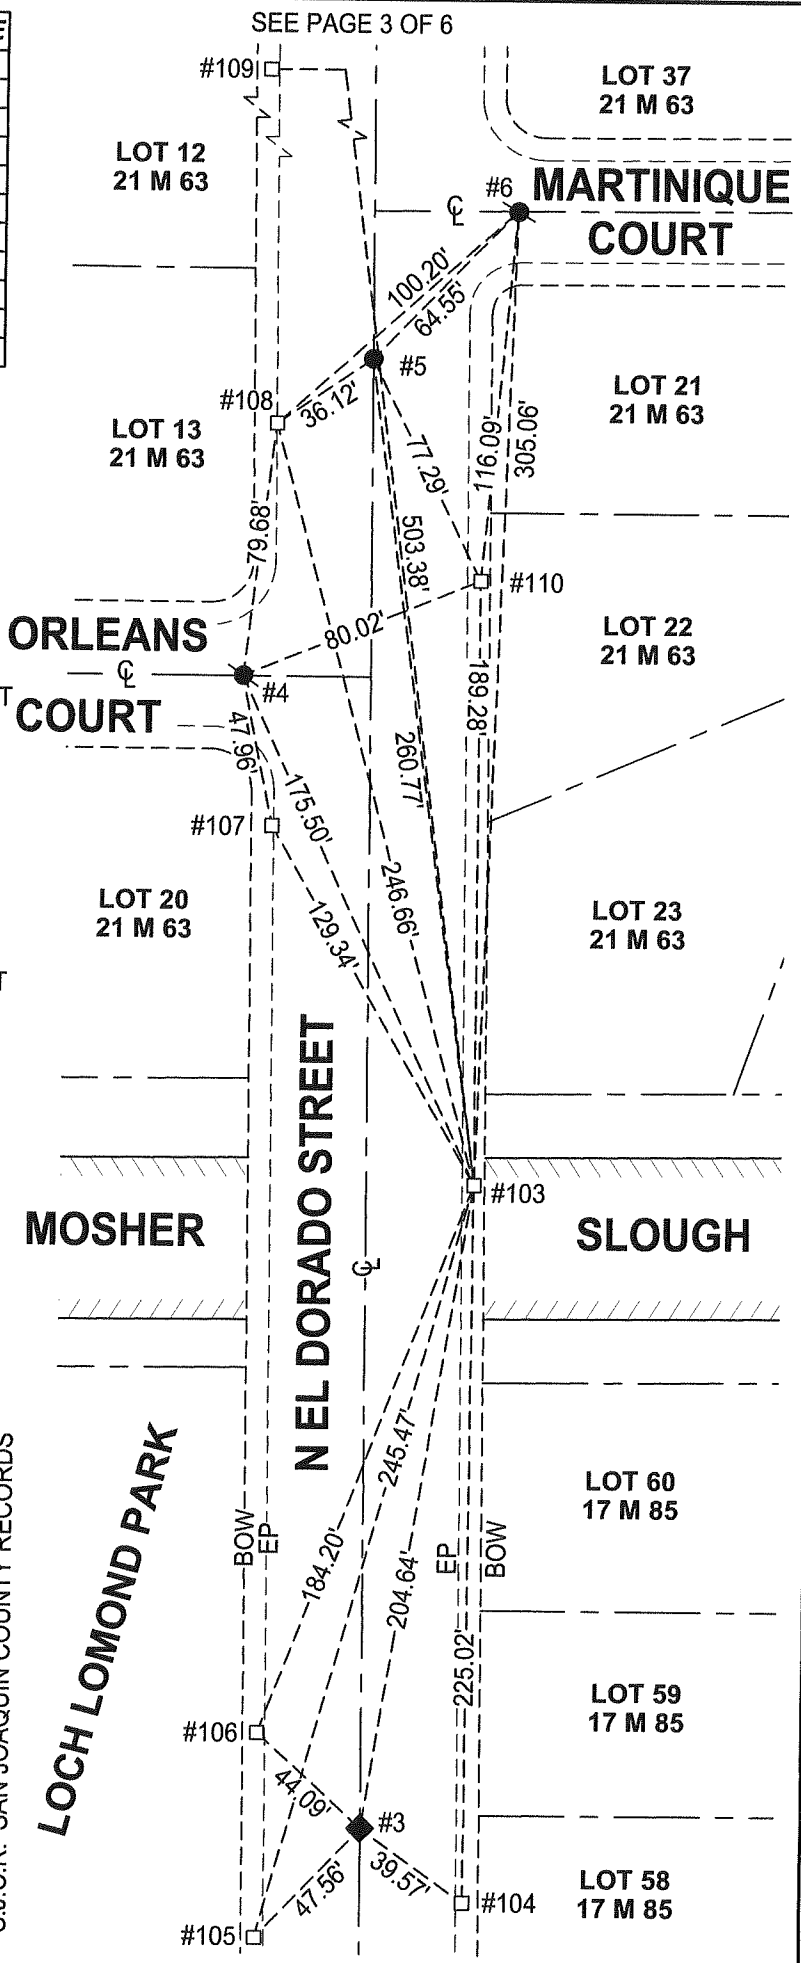 SEE PAGE 3 OF 6
#109
LOT 37
21 M 63
LOT 12
21 M 63
#6
MARTINIQUE
COURT
℄
100.20'
64.55'
#5
#108
36.12'
LOT 21
21 M 63
LOT 13
21 M 63
77.29'
116.09'
305.06'
79.68'
503.38'
#110
ORLEANS
COURT
℄
80.02'
LOT 22
21 M 63
#4
T
189.28'
47.96'
175.50'
260.77'
#107
246.66'
129.34'
LOT 20
21 M 63
LOT 23
21 M 63
T
N EL DORADO STREET
#103
MOSHER
SLOUGH
℄
245.47'
184.20'
204.64'
LOCH LOMOND PARK
BOW
EP
EP
BOW
LOT 60
17 M 85
225.02'
LOT 59
17 M 85
#106
44.09'
#3
47.56'
39.57'
#104
LOT 58
17 M 85
#105
SAN JOAQUIN COUNTY RECORDS